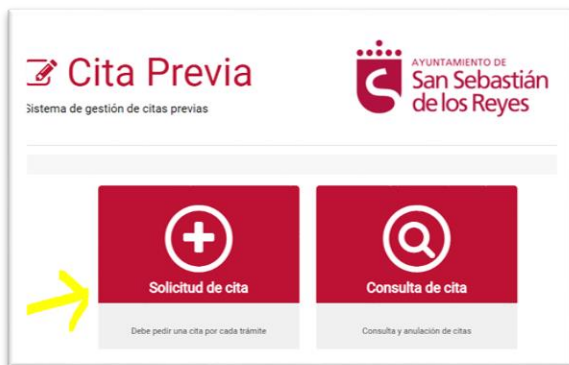 Cita Previa
Sistema de gestión de citas previas
AYUNTAMIENTO DE
San Sebastián
de los Reyes
Solicitud de cita
Consulta de cita
Debe pedir una cita por cada trámite
Consulta y anulación de citas